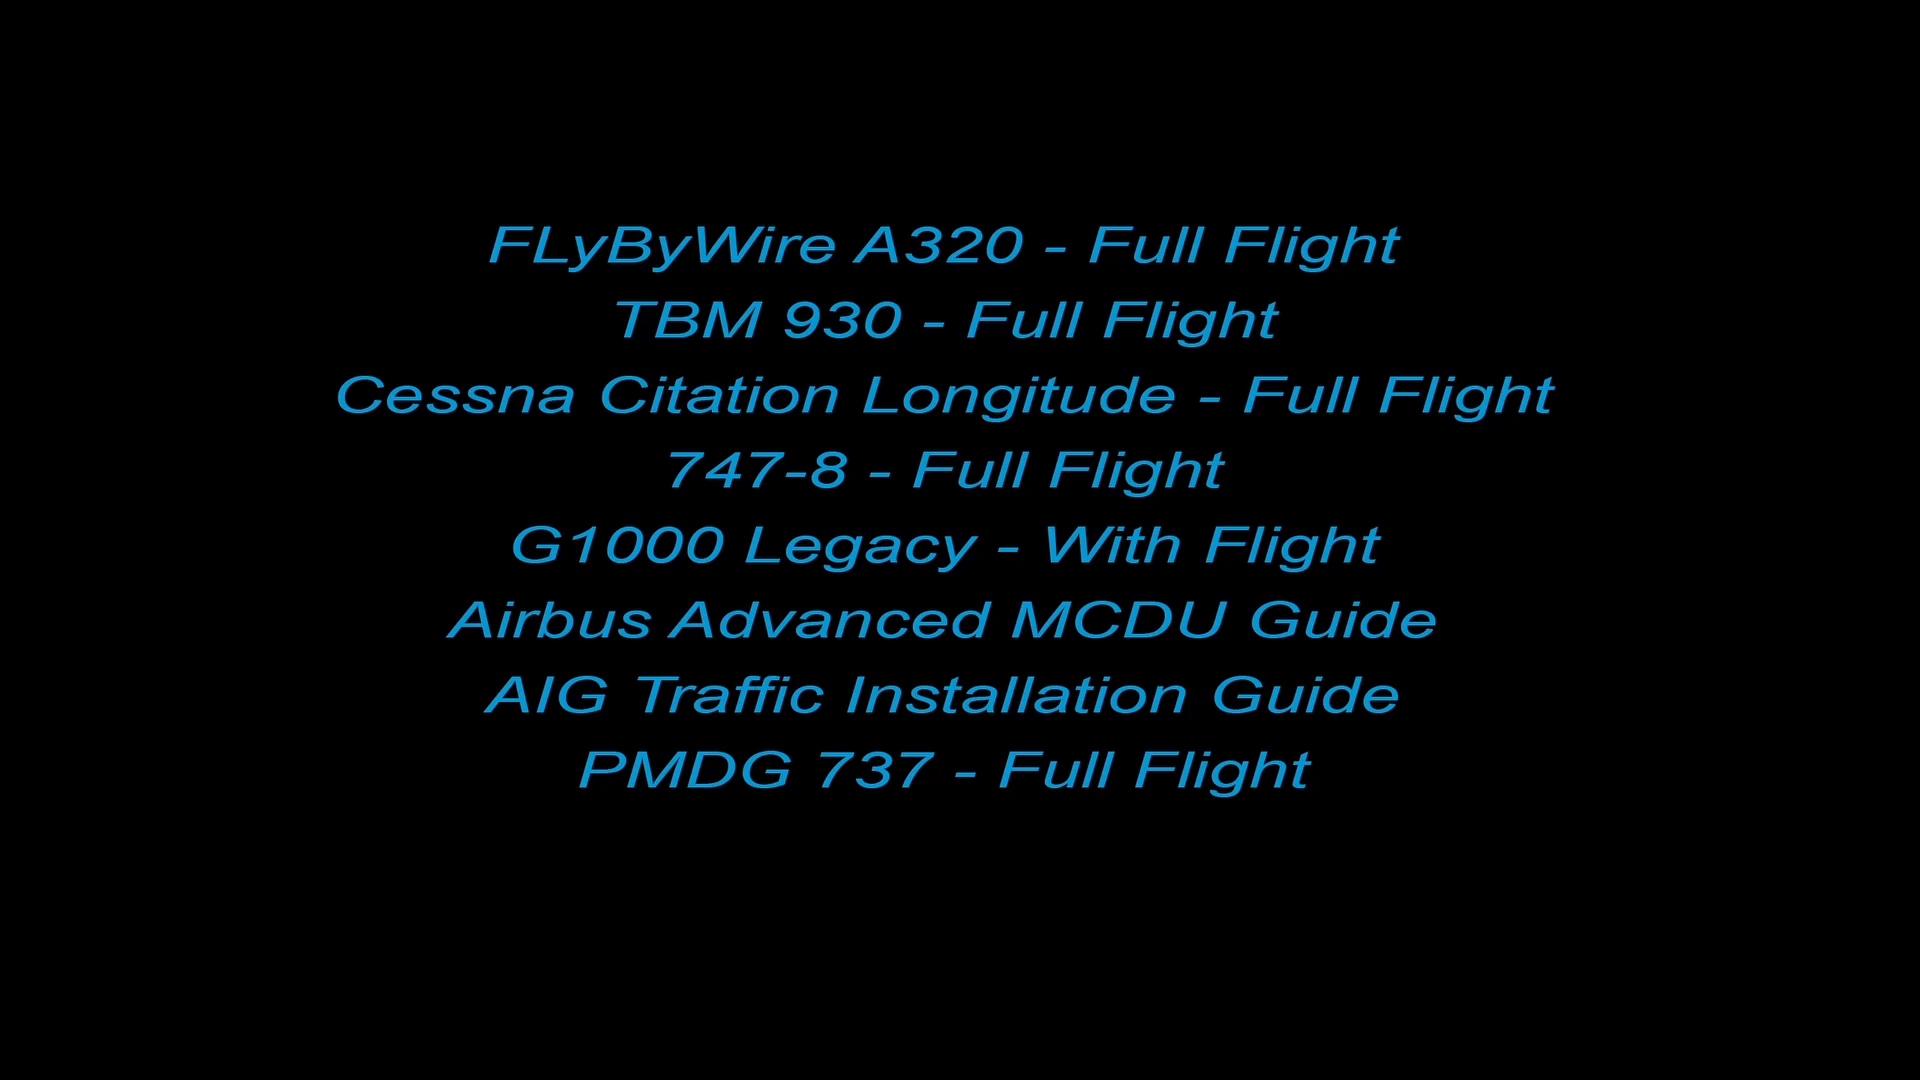 FLyByWire A320 - Full Flight
TBM 930 - Full Flight
Cessna Citation Longitude - Full Flight
747-8 - Full Flight
G1000 Legacy - With Flight
Airbus Advanced MCDU Guide
AIG Traffic Installation Guide
PMDG 737 - Full Flight